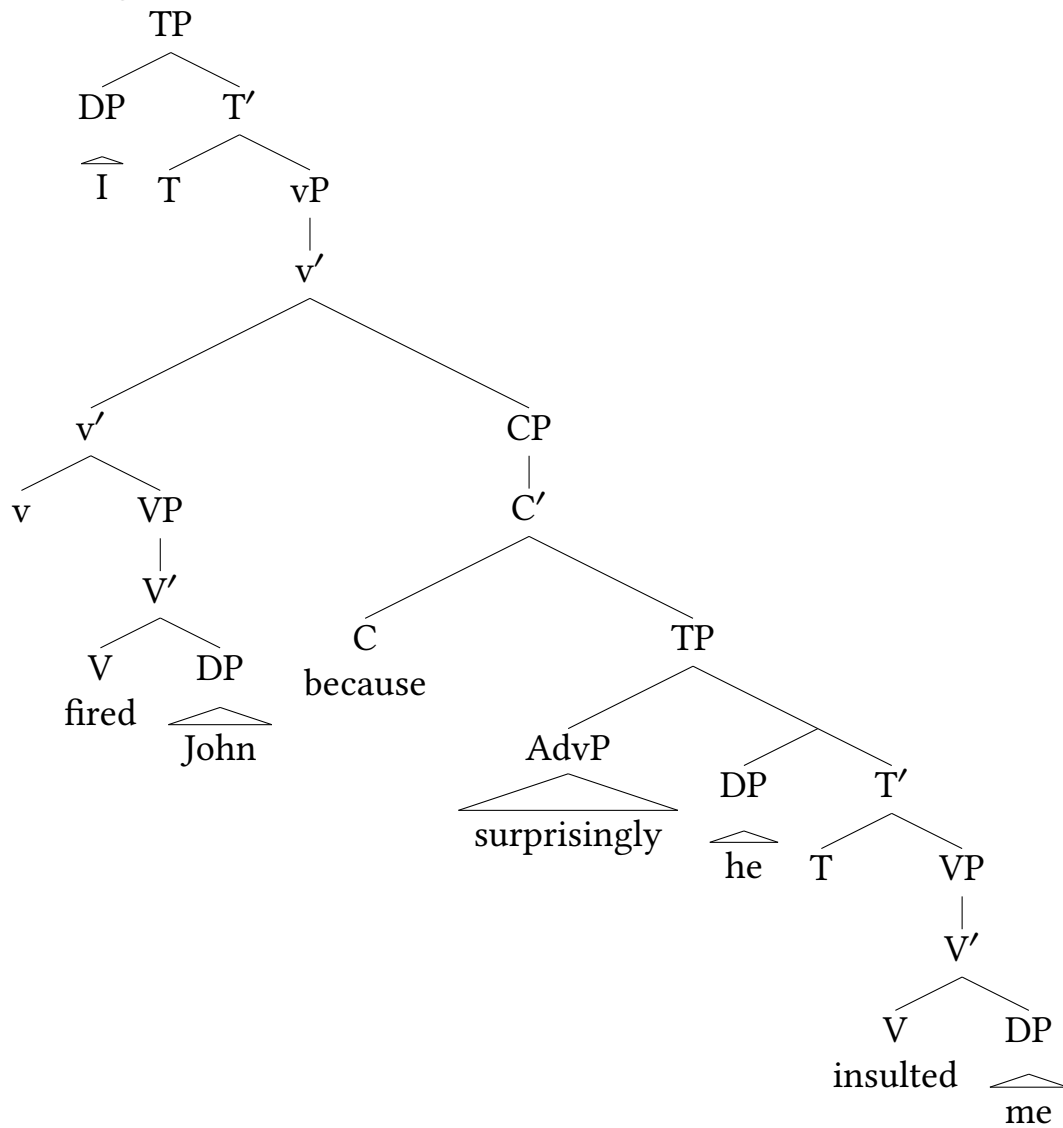 TP
DP T′
I T vP
v′
v′ CP
v VP C′
V′
V DP C TP
fired because
John AdvP DP T′
surprisingly he T VP
V′
V DP
insulted me